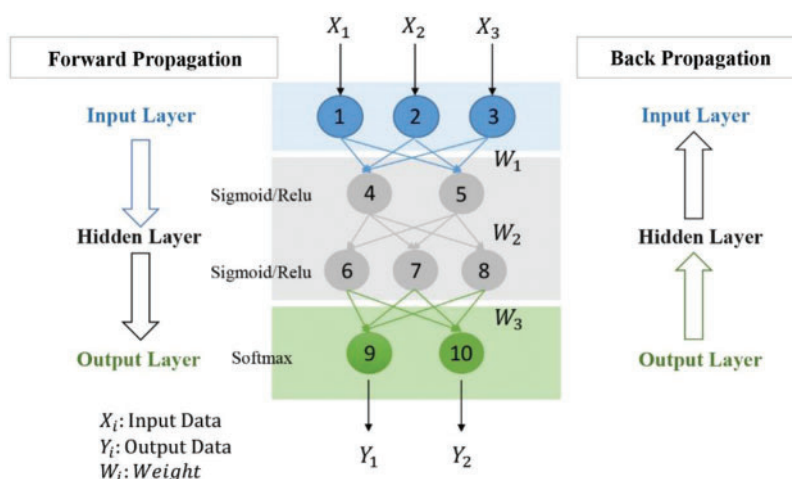 X₁ X₂ X₃
Forward Propagation
Back Propagation
Input Layer
1 2 3
Input Layer
W₁
Sigmoid/Relu
4 5
Hidden Layer
W₂
Hidden Layer
Sigmoid/Relu
6 7 8
W₃
Output Layer
Softmax
9 10
Output Layer
Xᵢ: Input Data
Yᵢ: Output Data
Wᵢ: Weight
Y₁ Y₂